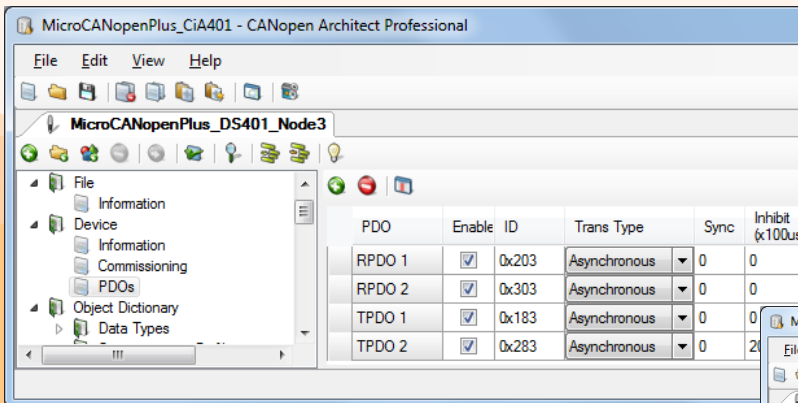 MicroCANopenPlus_CiA401 - CANopen Architect Professional
File Edit View Help
MicroCANopenPlus_DS401_Node3
File
Information
Device
Information
Commissioning
PDOs
Object Dictionary
Data Types
PDO Enable ID Trans Type Sync Inhibit
(x100us
RPDO 1 0x203 Asynchronous 0 0
RPDO 2 0x303 Asynchronous 0 0
TPDO 1 0x183 Asynchronous 0 0
TPDO 2 0x283 Asynchronous 0 20
M
File